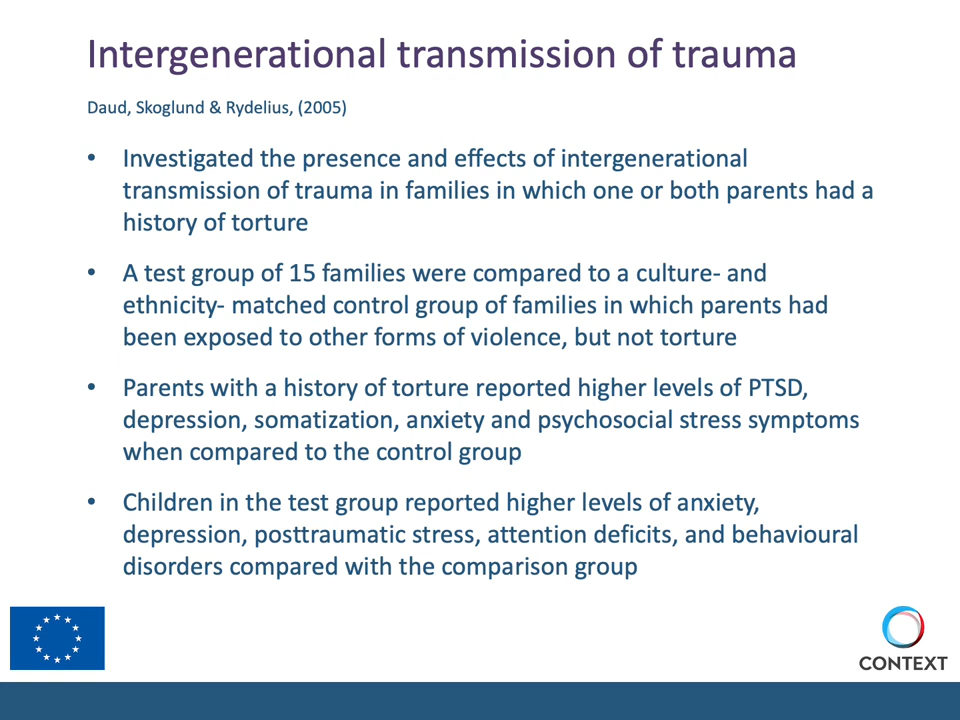 Intergenerational transmission of trauma
Daud, Skoglund & Rydelius, (2005)
• Investigated the presence and effects of intergenerational
transmission of trauma in families in which one or both parents had a
history of torture
• A test group of 15 families were compared to a culture- and
ethnicity- matched control group of families in which parents had
been exposed to other forms of violence, but not torture
• Parents with a history of torture reported higher levels of PTSD,
depression, somatization, anxiety and psychosocial stress symptoms
when compared to the control group
• Children in the test group reported higher levels of anxiety,
depression, posttraumatic stress, attention deficits, and behavioural
disorders compared with the comparison group
CONTEXT